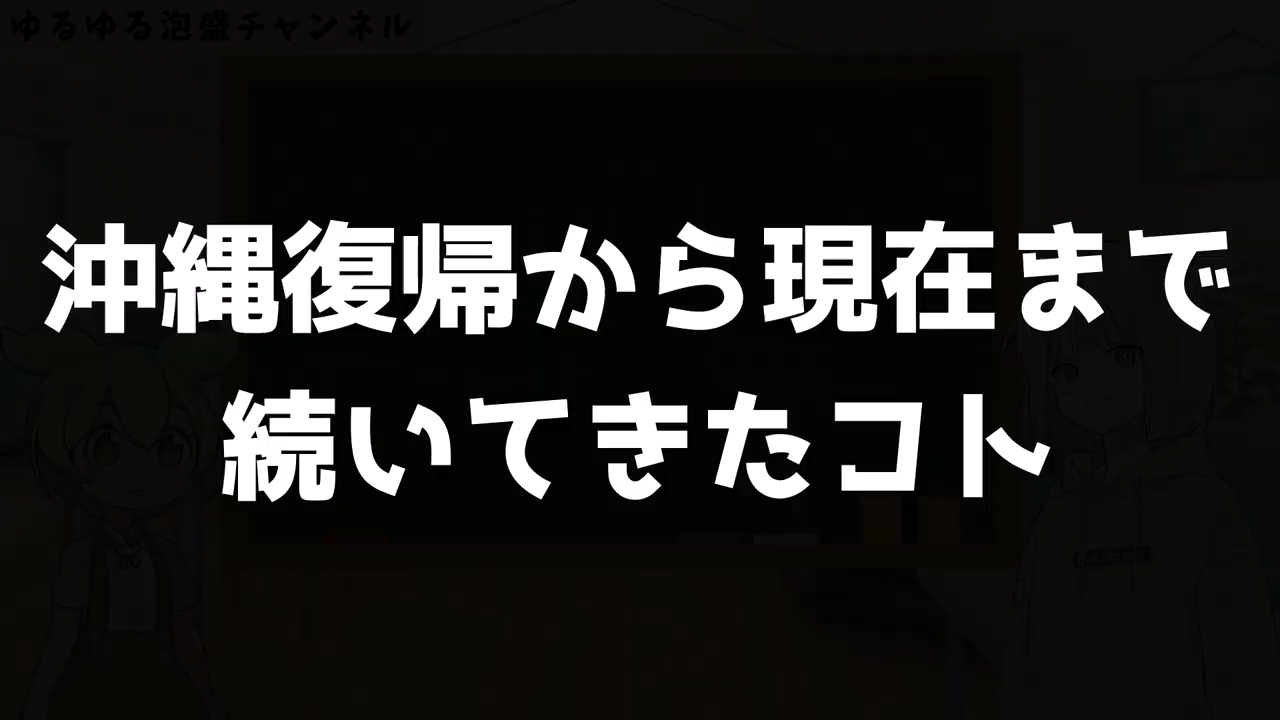 ゆるゆる泡盛チャンネル
沖縄復帰から現在まで
続いてきたコト